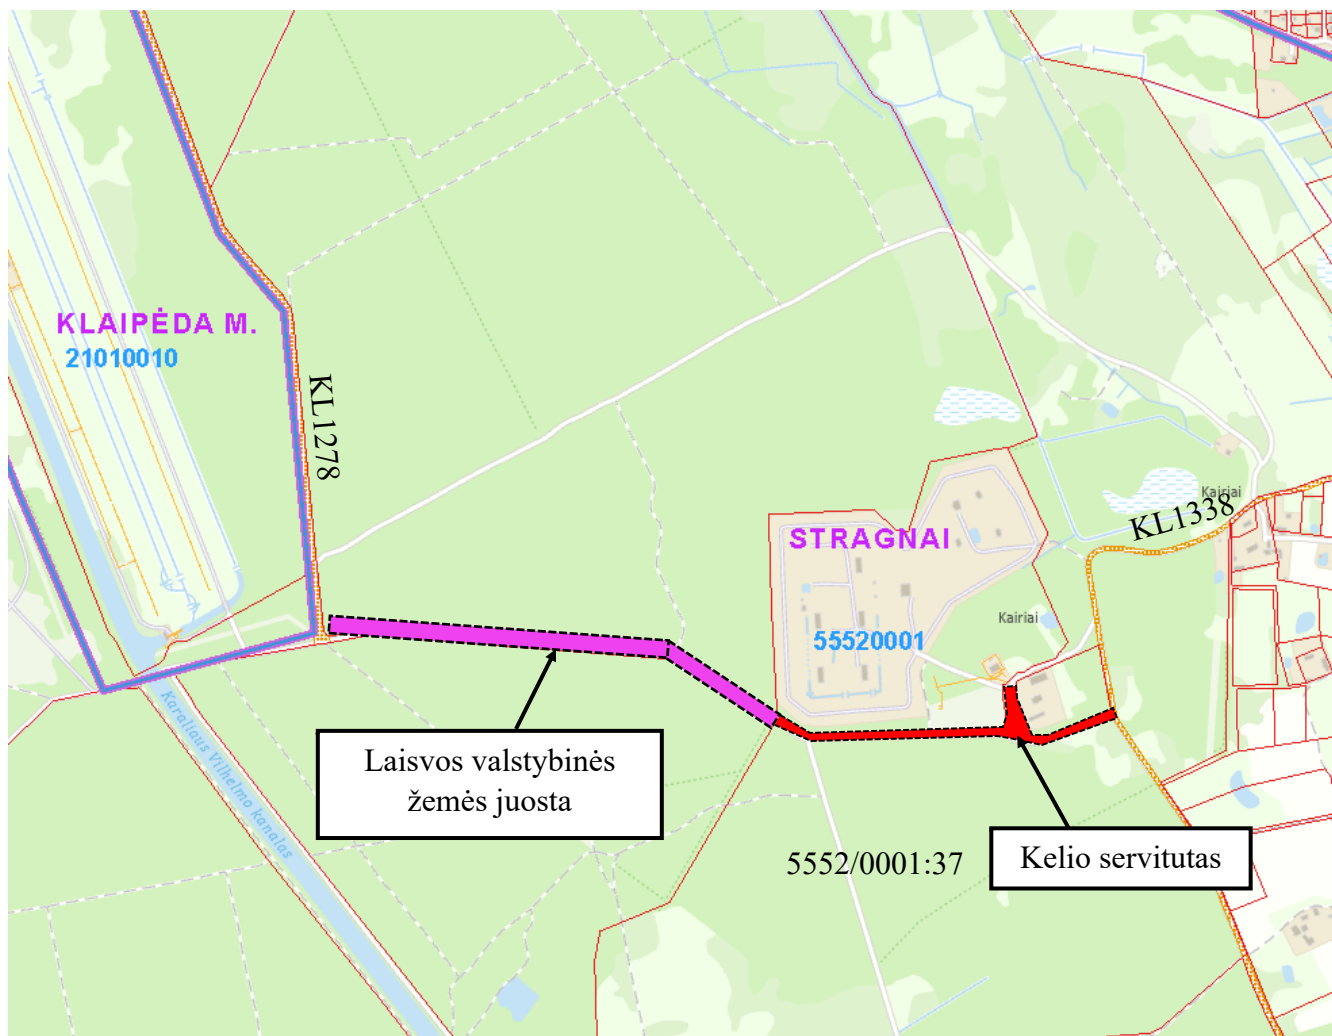 KLAIPĖDA M.
21010010
KL1278
Kairiai
KL1338
STRAGNAI
Kairiai
55520001
Karaliaus Vilhelmo kanalas
Laisvos valstybinės
žemės juosta
5552/0001:37
Kelio servitutas